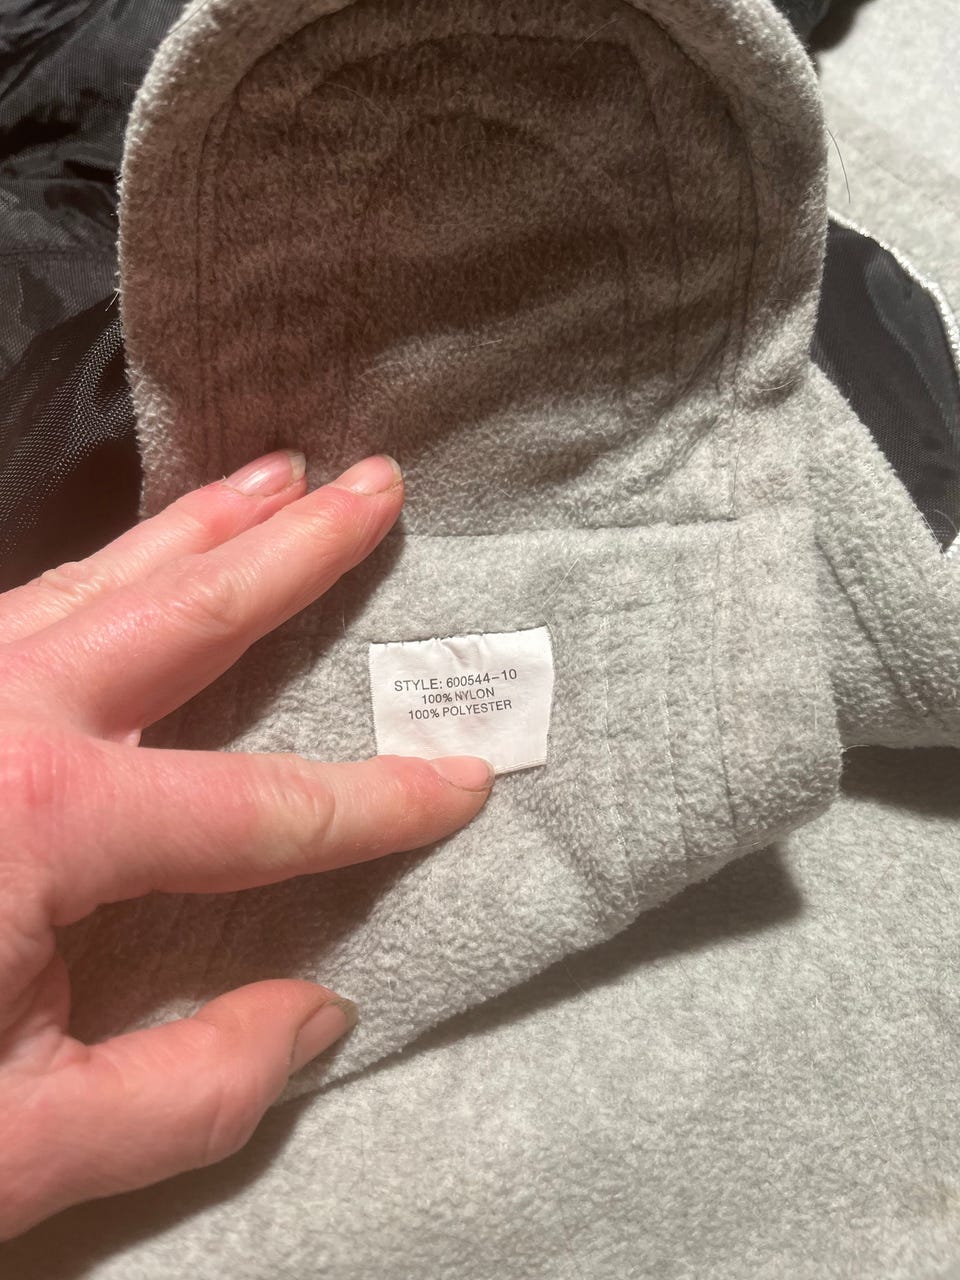 STYLE: 600544-10
100% NYLON
100% POLYESTER